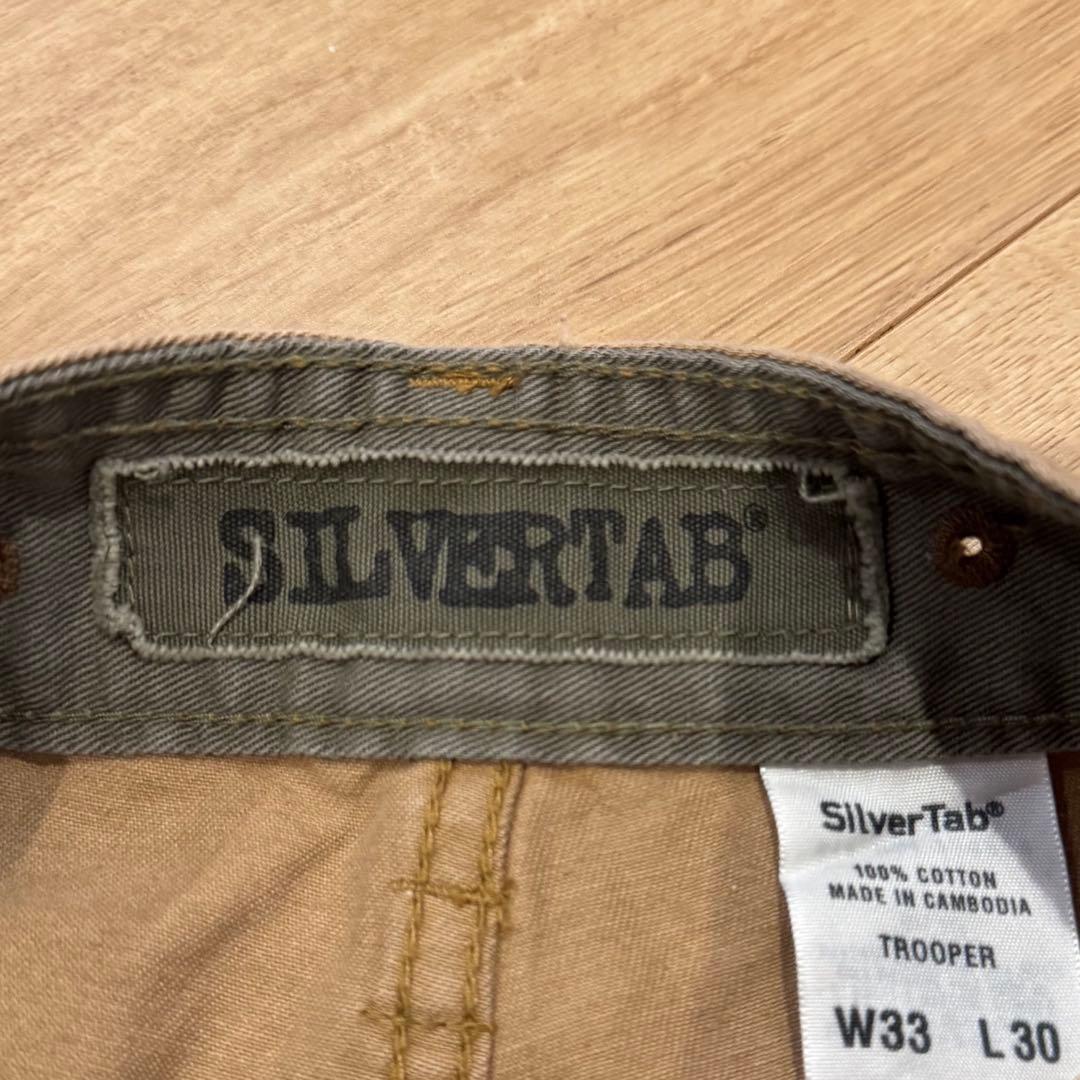 SILVERTAB®
SilverTab®
100% COTTON
MADE IN CAMBODIA
TROOPER
W33 L30